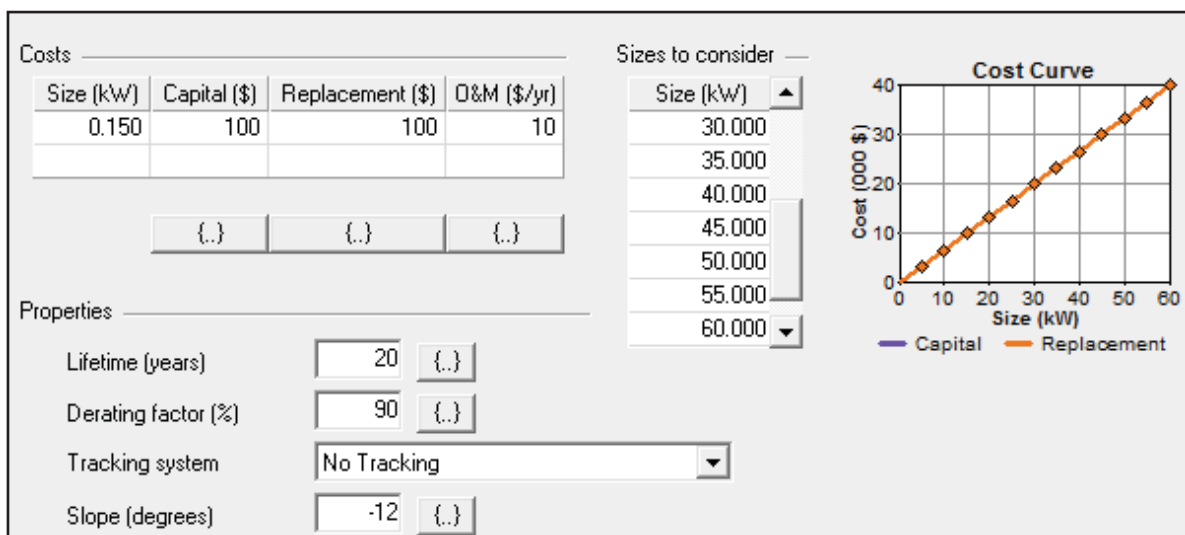 Costs
Size (kW) Capital ($) Replacement ($) O&M ($/yr)
0.150 100 100 10
{..} {..} {..}
Sizes to consider
Size (kW)
30.000
35.000
40.000
45.000
50.000
55.000
60.000
Cost Curve
Cost (000 $)
40
30
20
10
0
0 10 20 30 40 50 60
Size (kW)
Capital Replacement
Properties
Lifetime (years) 20 {..}
Derating factor (%) 90 {..}
Tracking system No Tracking
Slope (degrees) -12 {..}